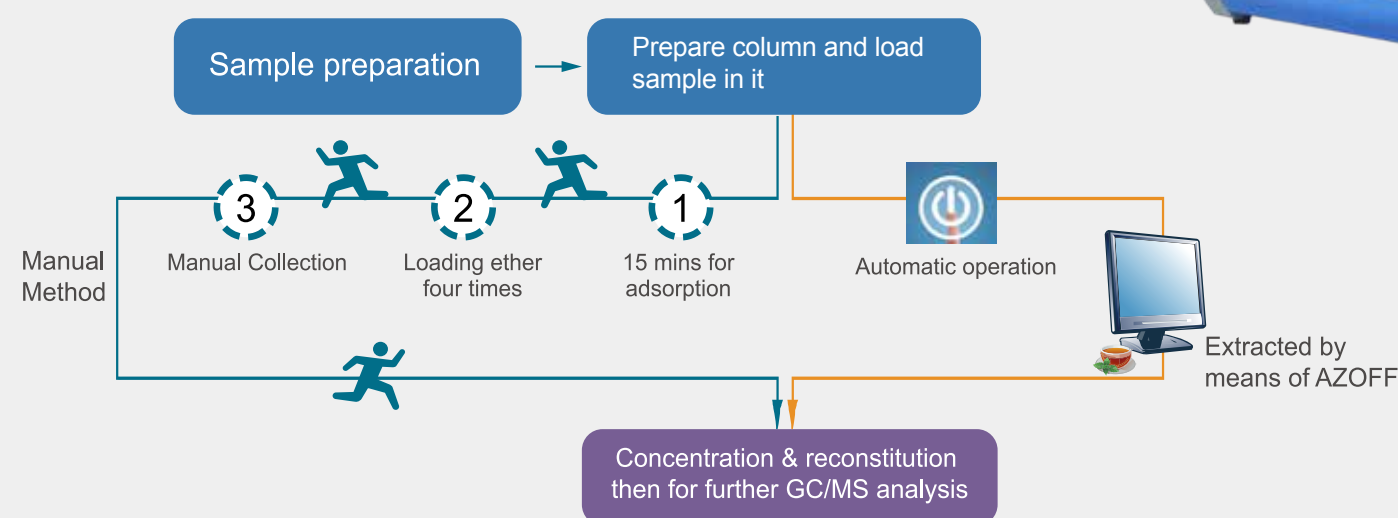 Sample preparation
Prepare column and load
sample in it
3
2
1
Manual
Method
Manual Collection
Loading ether
four times
15 mins for
adsorption
Automatic operation
Extracted by
means of AZOFF
Concentration & reconstitution
then for further GC/MS analysis